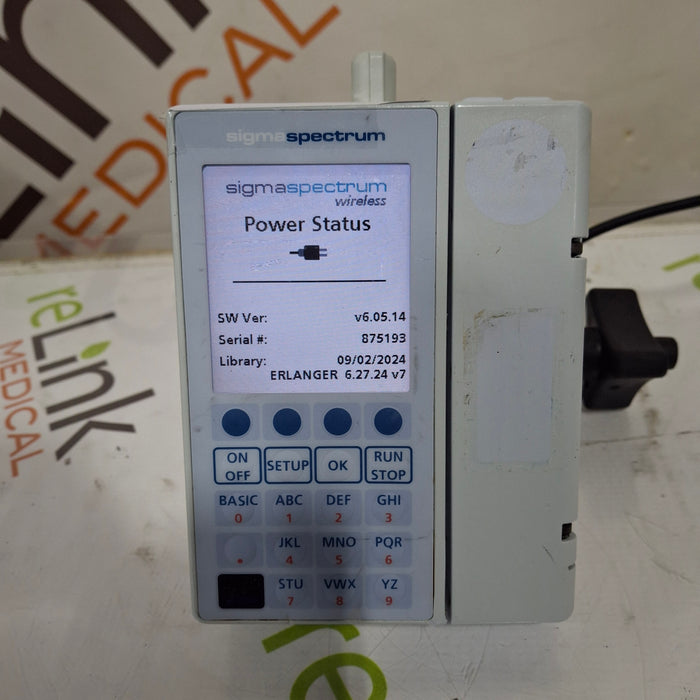 Link
MEDICAL
sigmaspectrum
sigmaspectrum
wireless
Power Status
SW Ver: v6.05.14
Serial #: 875193
Library: 09/02/2024
ERLANGER 6.27.24 v7
ON
OFF
SETUP
OK
RUN
STOP
BASIC
0
ABC
1
DEF
2
GHI
3
.
JKL
4
MNO
5
PQR
6
STU
7
VWX
8
YZ
9
reLink
MEDICAL
re